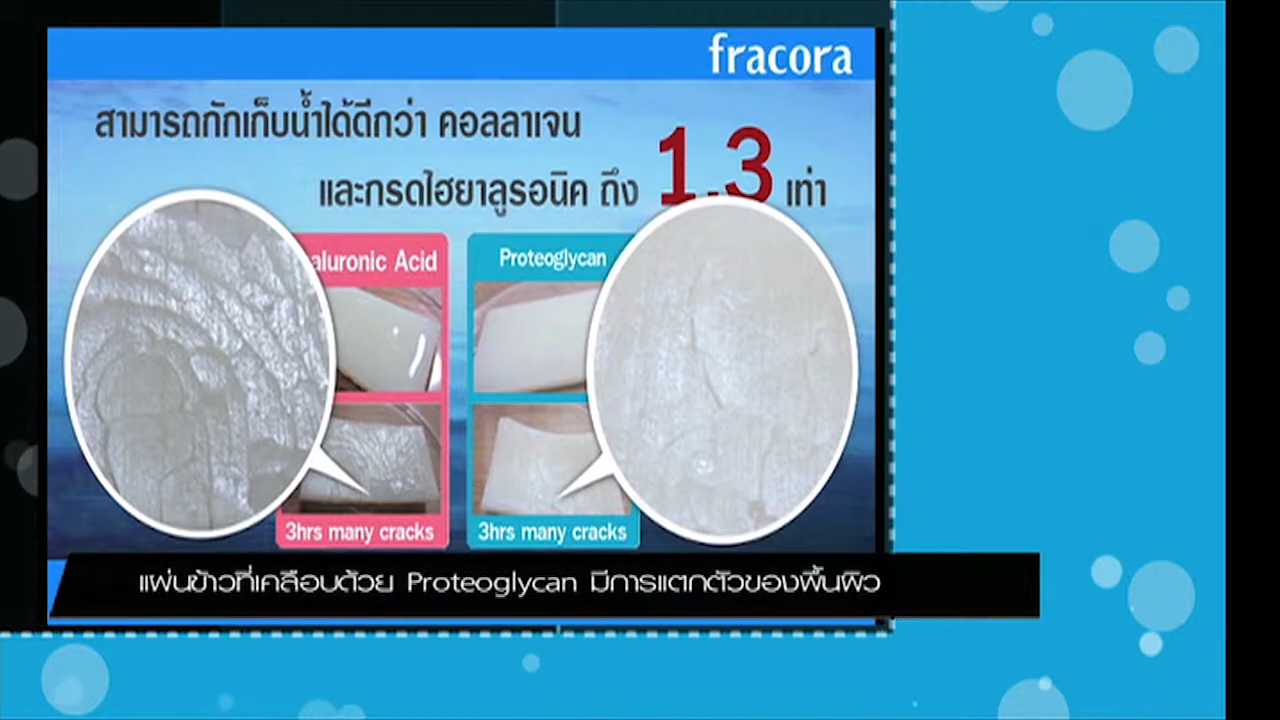 fracora
สามารถกักเก็บน้ำได้ดีกว่า คอลลาเจน
และกรดไฮยาลูรอนิค ถึง 1.3 เท่า
aluronic Acid
Proteoglycan
3hrs many cracks
3hrs many cracks
แผ่นข้าวที่เคลือบด้วย Proteoglycan มีการแตกตัวของพื้นผิว